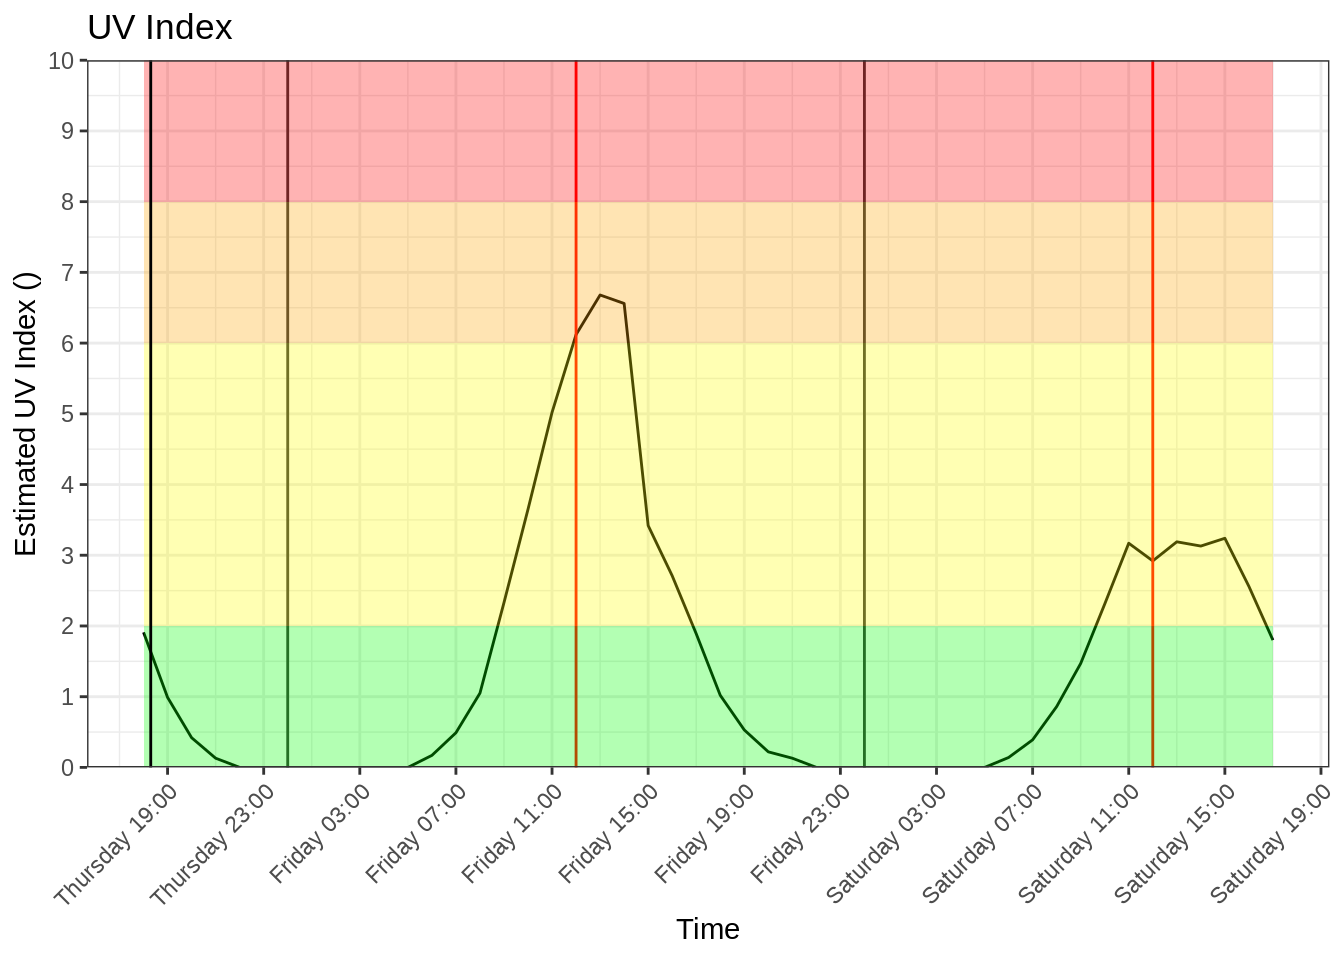 UV Index
Estimated UV Index ()
10
9
8
7
6
5
4
3
2
1
0
Thursday 19:00
Thursday 23:00
Friday 03:00
Friday 07:00
Friday 11:00
Friday 15:00
Friday 19:00
Friday 23:00
Saturday 03:00
Saturday 07:00
Saturday 11:00
Saturday 15:00
Saturday 19:00
Time